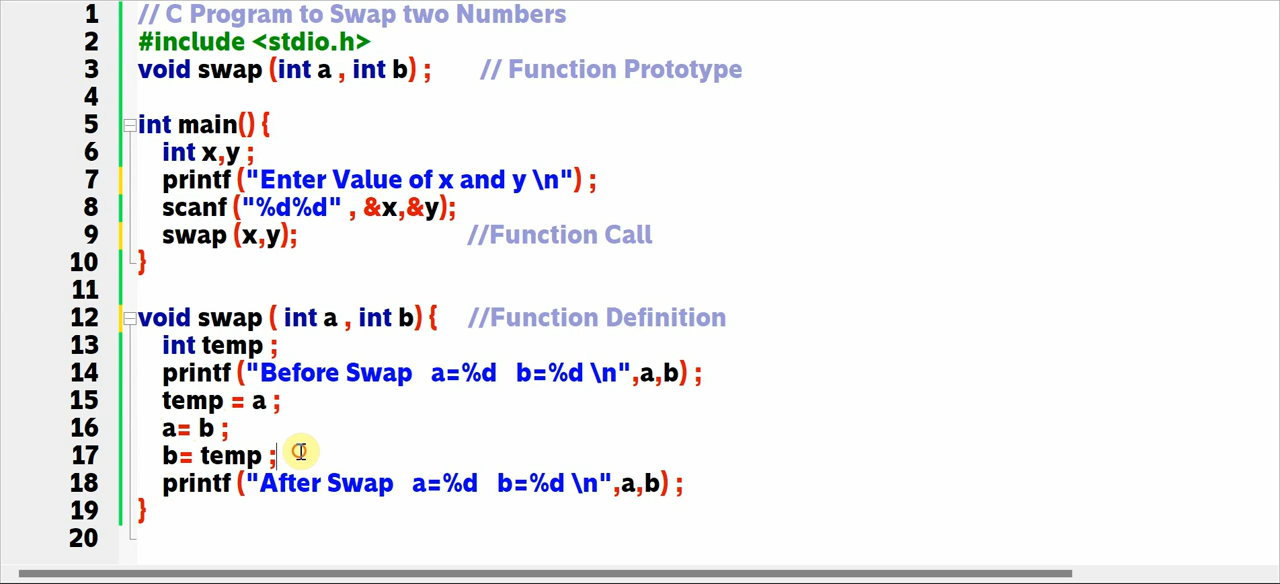 1 // C Program to Swap two Numbers
2 #include <stdio.h>
3 void swap (int a , int b) ; // Function Prototype
4
5 int main() {
6 int x,y ;
7 printf ("Enter Value of x and y \n") ;
8 scanf ("%d%d" , &x,&y);
9 swap (x,y); //Function Call
10 }
11
12 void swap ( int a , int b) { //Function Definition
13 int temp ;
14 printf ("Before Swap a=%d b=%d \n",a,b) ;
15 temp = a ;
16 a= b ;
17 b= temp ;
18 printf ("After Swap a=%d b=%d \n",a,b) ;
19 }
20